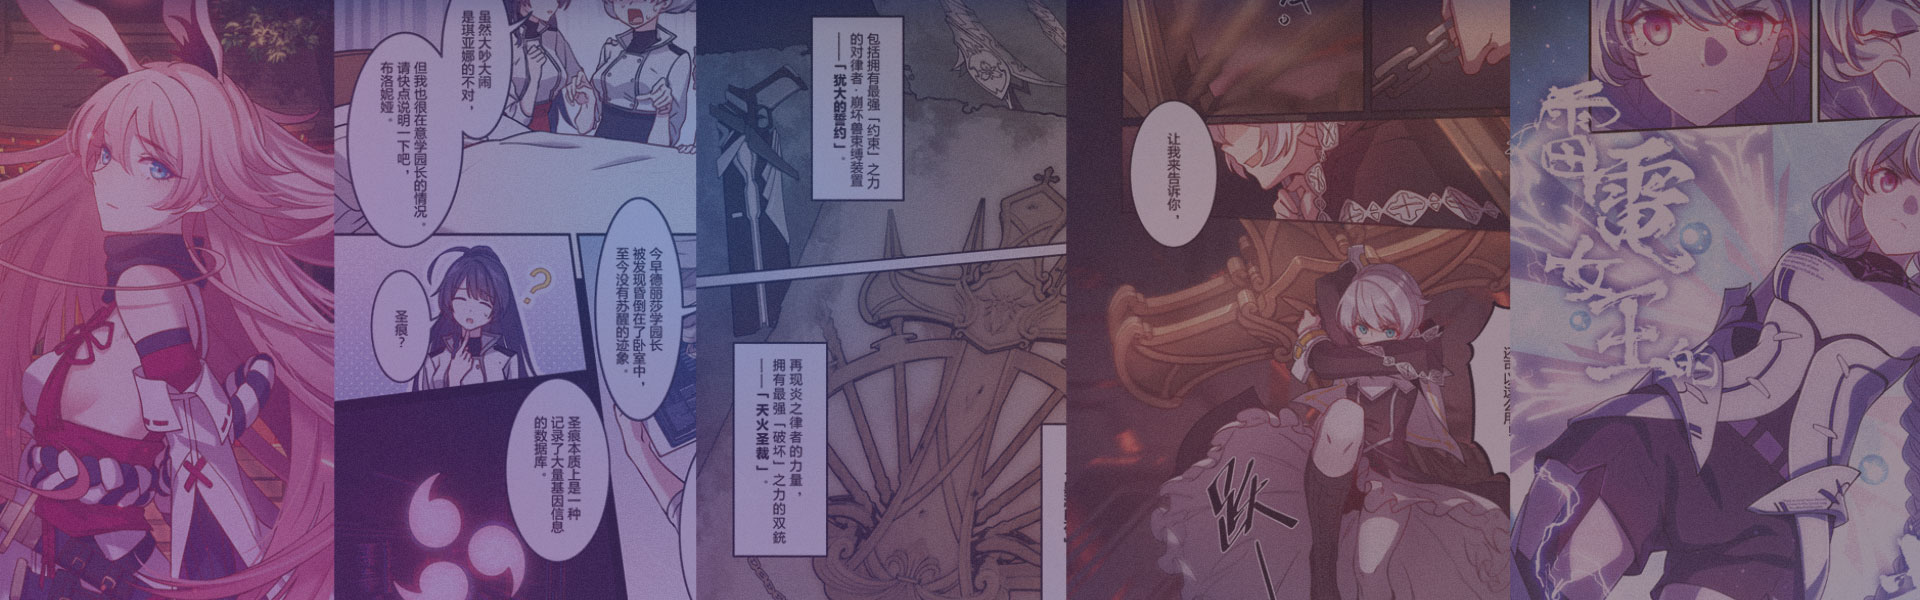 虽然大吵大闹
是琪亚娜的不对，
但我也很在意学园长的情况。
请快点说明一下吧，
布洛妮娅。
今早德丽莎学园长
被发现昏倒在了卧室中，
至今没有苏醒的迹象。
圣痕？
圣痕本质上是一种
记录了大量基因信息
的数据库。
包括拥有最强「约束」之力
的对律者·崩坏兽束缚装置
——「犹大的誓约」。
再现炎之律者的力量，
拥有最强「破坏」之力的双銃
——「天火圣裁」。
让我来告诉你，
跃
雷電女王的